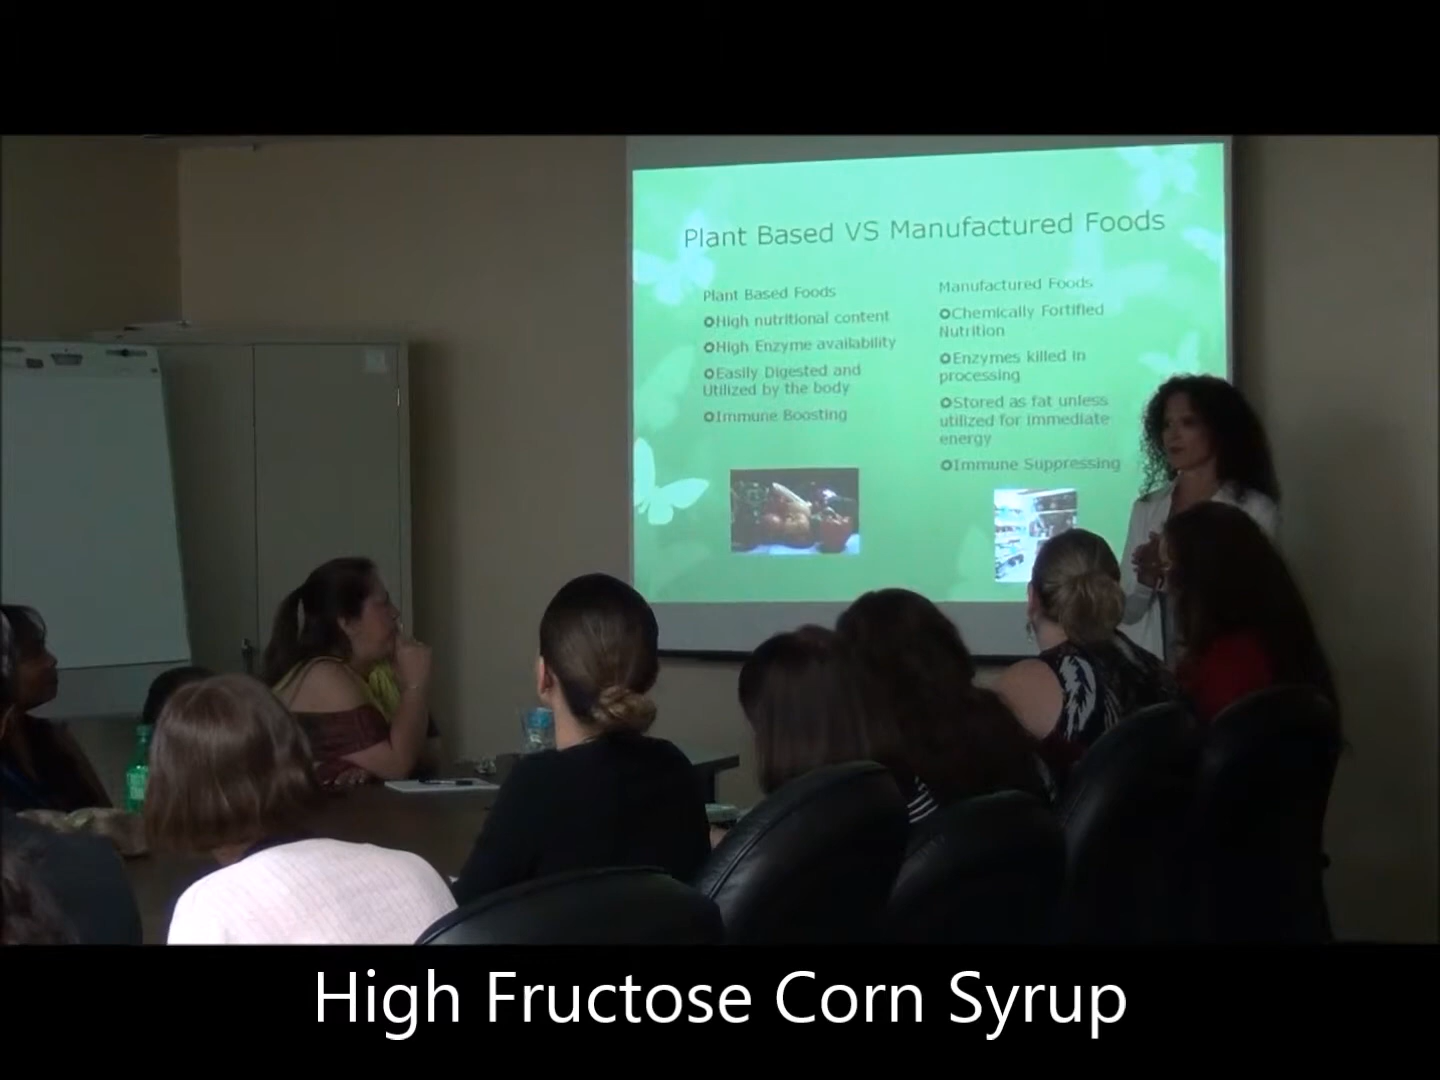 Plant Based VS Manufactured Foods
Plant Based Foods
High nutritional content
High Enzyme availability
Easily Digested and
Utilized by the body
Immune Boosting
Manufactured Foods
Chemically Fortified
Nutrition
Enzymes killed in
processing
Stored as fat unless
utilized for immediate
energy
Immune Suppressing
High Fructose Corn Syrup